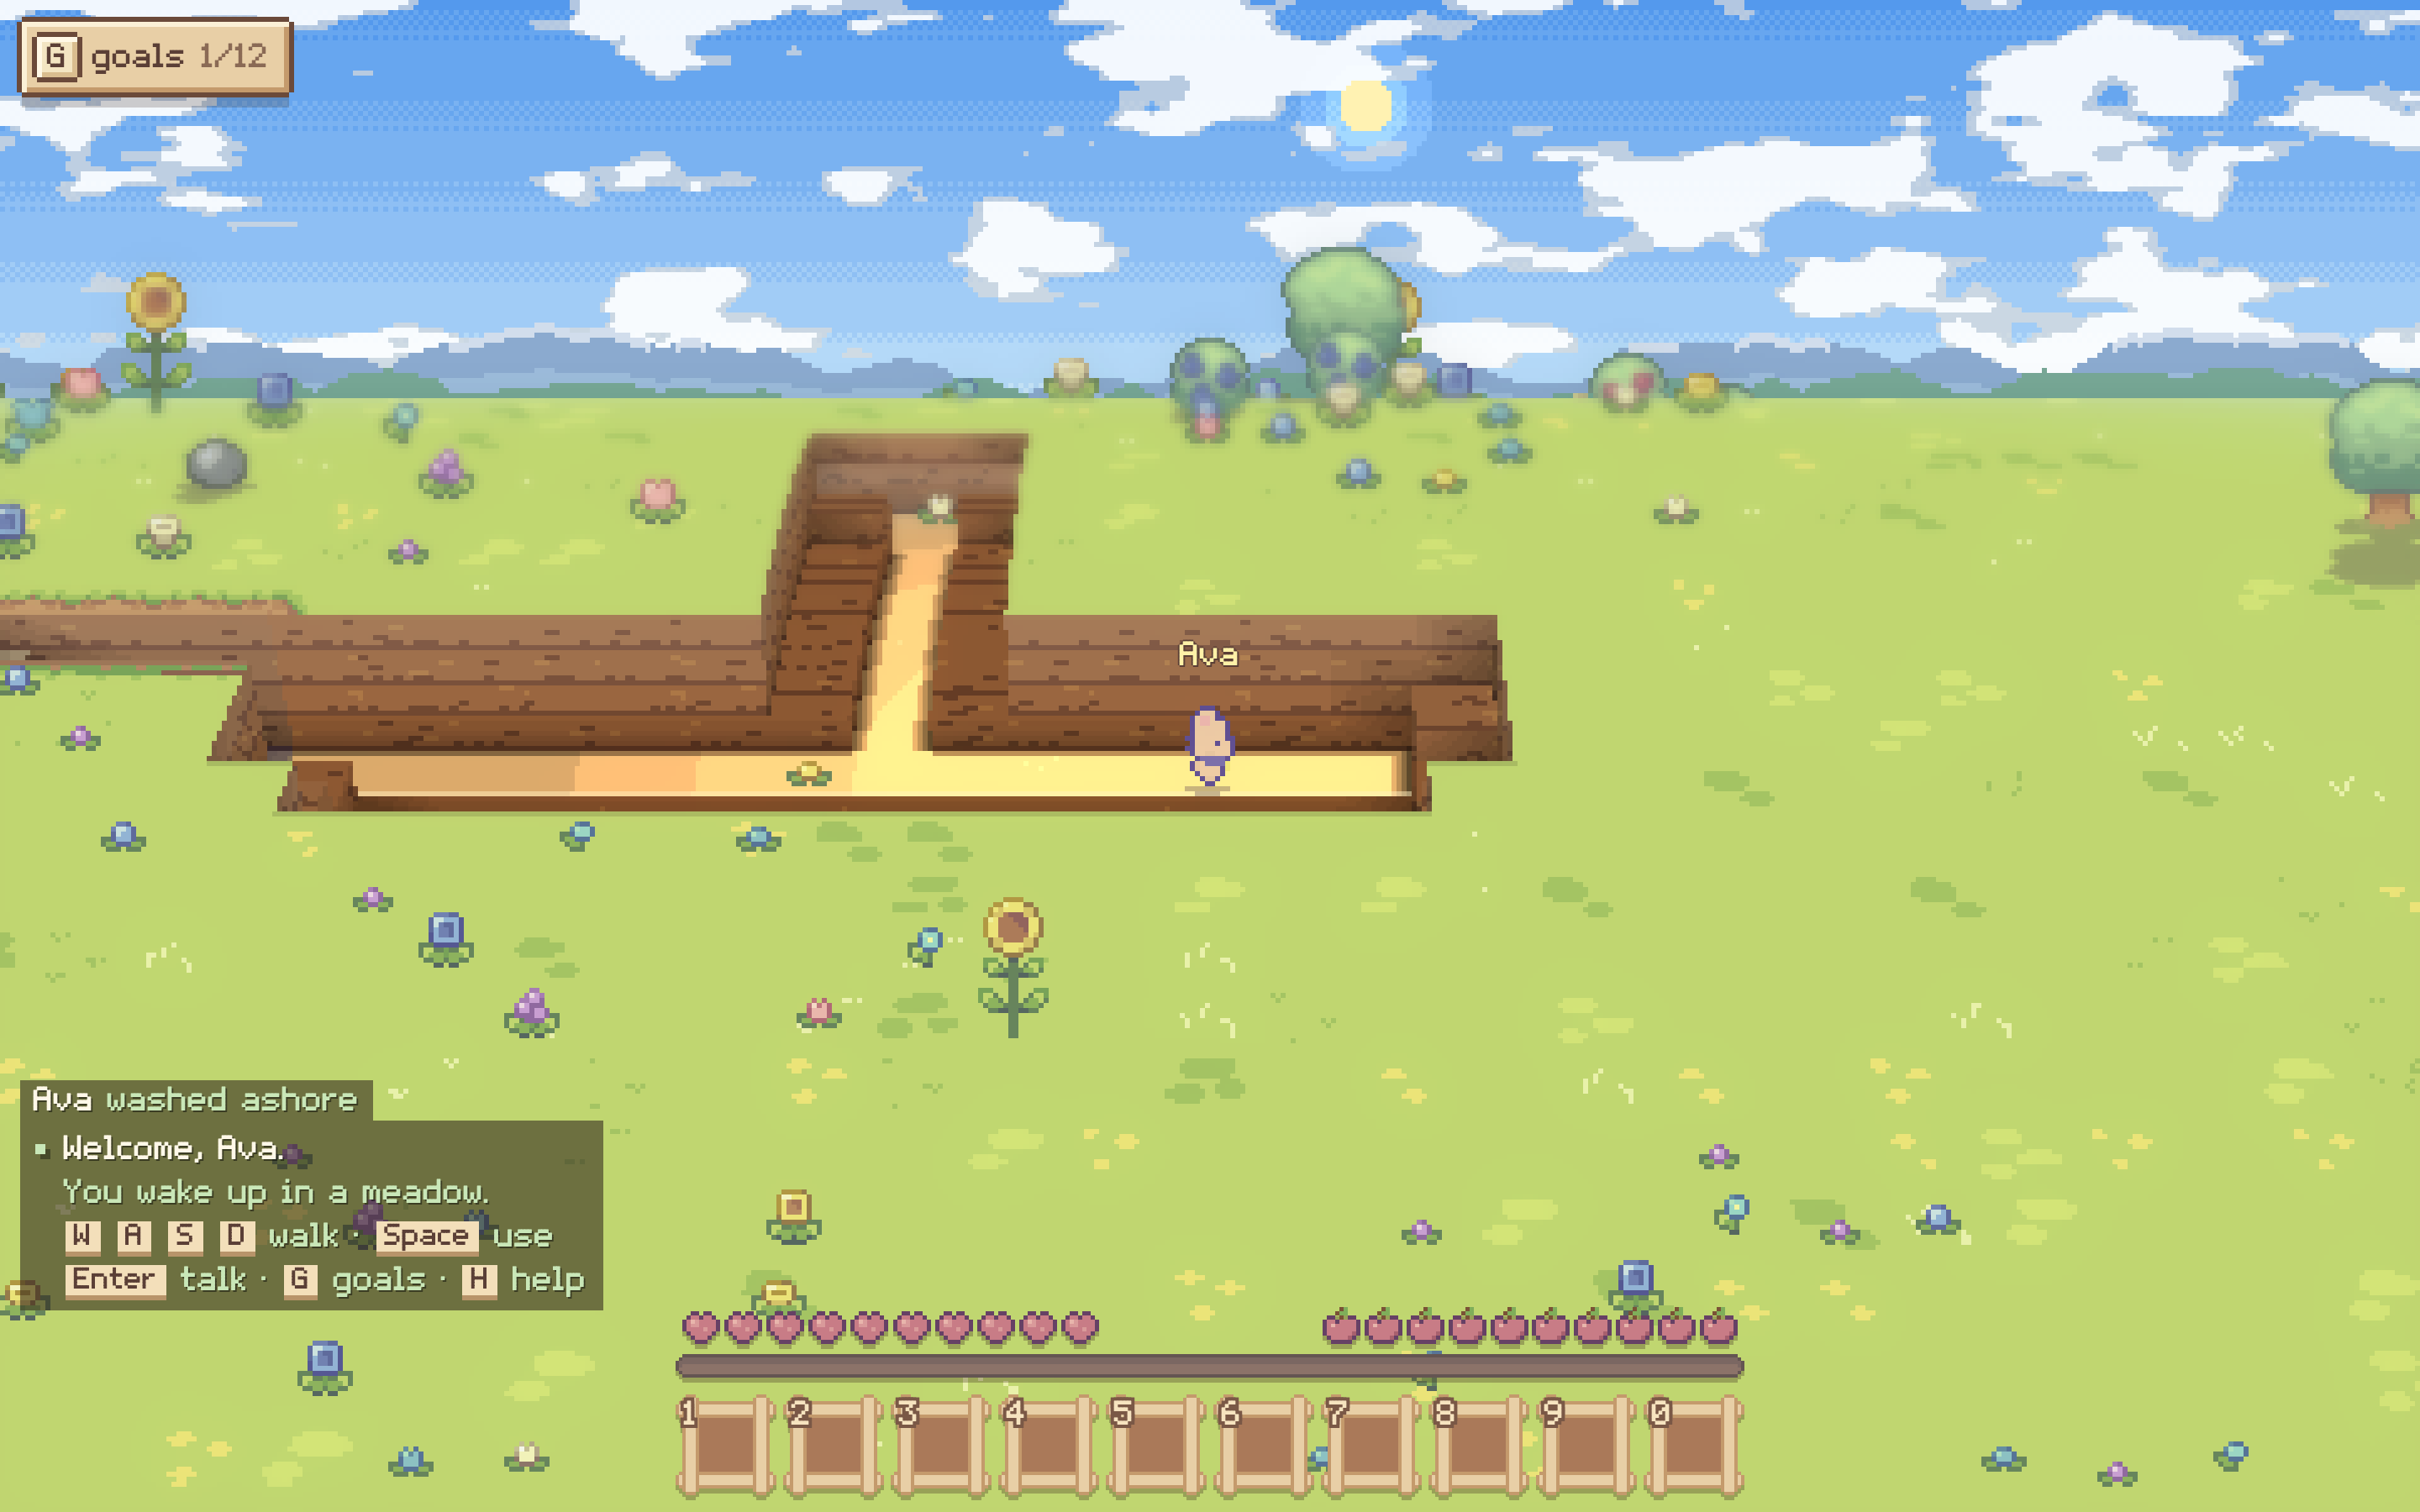 G goals 1/12
Ava
Ava washed ashore
Welcome, Ava.
You wake up in a meadow.
W A S D walk · Space use
Enter talk · G goals · H help
1 2 3 4 5 6 7 8 9 0